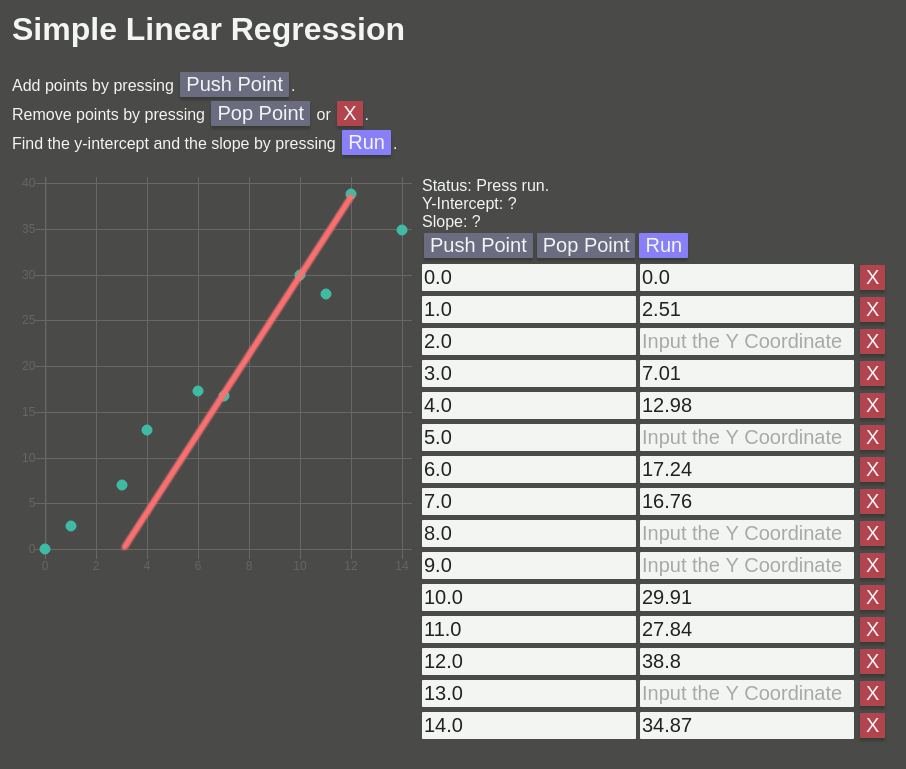 Simple Linear Regression
Add points by pressing Push Point.
Remove points by pressing Pop Point or X.
Find the y-intercept and the slope by pressing Run.
40
35
30
25
20
15
10
5
0
0 2 4 6 8 10 12 14
Status: Press run.
Y-Intercept: ?
Slope: ?
Push Point Pop Point Run
0.0 0.0 X
1.0 2.51 X
2.0 Input the Y Coordinate X
3.0 7.01 X
4.0 12.98 X
5.0 Input the Y Coordinate X
6.0 17.24 X
7.0 16.76 X
8.0 Input the Y Coordinate X
9.0 Input the Y Coordinate X
10.0 29.91 X
11.0 27.84 X
12.0 38.8 X
13.0 Input the Y Coordinate X
14.0 34.87 X